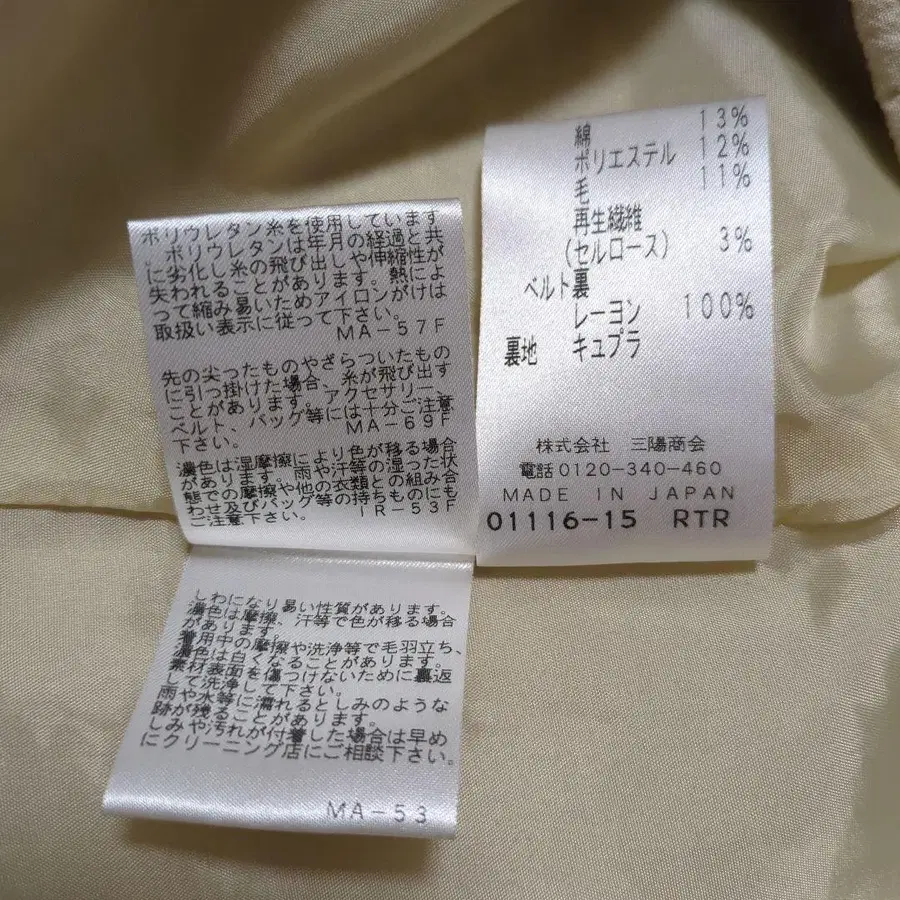 ポリウレタン糸を使用しています
ポリウレタンは年月の経過と共
に劣化し糸の飛び出しや伸縮性が
失われることがあります。熱によ
って縮み易いためアイロンがけは
取扱い表示に従って下さい。
MA-57F
先の尖ったものやざらついたもの
に引っ掛けた場合、糸が飛び出す
ことがあります。アクセサリー、
ベルト、バッグ等には十分ご注意
下さい。
MA-69F
濃色は湿摩擦により色が移る場合
があります。雨や汗等の湿った状
態での摩擦や他の衣類との組み合
わせ及びバッグ等の持ちものにも
ご注意下さい。
IR-53F
しわになり易い性質があります。
濃色は摩擦、汗等で色が移る場合
があります。
着用中の摩擦や洗浄等で毛羽立ち、
濃色は白くなることがあります。
素材表面を傷つけないために裏返
して洗浄して下さい。
雨や水等に濡れるとしみのような
跡が残ることがあります。
しみや汚れが付着した場合は早め
にクリーニング店にご相談下さい。
MA-53
綿 13%
ポリエステル 12%
毛 11%
再生繊維
(セルロース) 3%
ベルト裏
レーヨン 100%
裏地 キュプラ
株式会社 三陽商会
電話0120-340-460
MADE IN JAPAN
01116-15 RTR